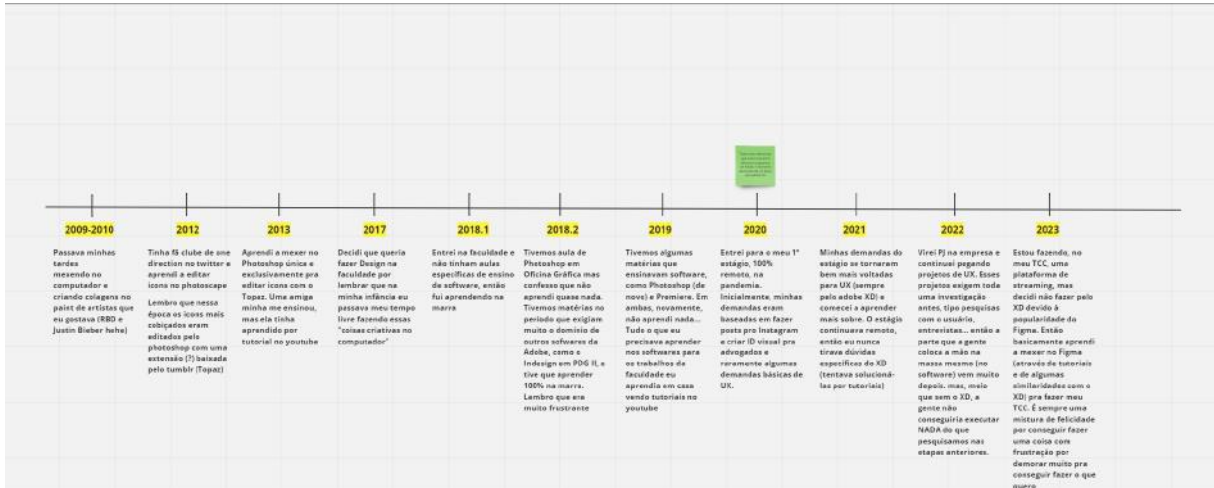 2009-2010
Passava minhas
tardes
mexendo no
computador e
criando colagens no
paint de artistas que
eu gostava (RBD e
Justin Bieber hehe)
2012
Tinha fã clube de one
direction no twitter e
aprendi a editar
icons no photoscape
Lembro que nessa
época os icons mais
cobiçados eram
editados pelo
photoshop com uma
extensão (?) baixada
pelo tumblr (Topaz)
2013
Aprendi a mexer no
Photoshop única e
exclusivamente pra
editar icons com o
Topaz. Uma amiga
minha me ensinou,
mas ela tinha
aprendido por
tutorial no youtube
2017
Decidi que queria
fazer Design na
faculdade por
lembrar que na
minha infância eu
passava meu tempo
livre fazendo essas
"coisas criativas no
computador"
2018.1
Entrei na faculdade e
não tinham aulas
específicas de ensino
de software, então
fui aprendendo na
marra
2018.2
Tivemos aula de
Photoshop em
Oficina Gráfica mas
confesso que não
aprendi quase nada.
Tivemos matérias no
período que exigiam
muito o domínio de
outros softwares da
Adobe, como o
Indesign em PDG II, e
tive que aprender
100% na marra.
Lembro que era
muito frustrante
2019
Tivemos algumas
matérias que
ensinavam software,
como Photoshop (de
novo) e Premiere. Em
ambas, novamente,
não aprendi nada...
Tudo o que eu
precisava aprender
nos softwares para
os trabalhos da
faculdade eu
aprendia em casa
vendo tutoriais no
youtube
2020
Entrei para o meu 1º
estágio, 100%
remoto, na
pandemia.
Inicialmente, minhas
demandas eram
baseadas em fazer
posts pro Instagram
e criar ID visual pra
advogados e
raramente algumas
demandas básicas de
UX.
2021
Minhas demandas do
estágio se tornaram
bem mais voltadas
para UX (sempre
pelo adobe XD) e
comecei a aprender
mais sobre. O estágio
continuava remoto,
então eu nunca
tirava dúvidas
específicas do XD
(tentava solucioná-
las por tutoriais)
2022
Virei PJ na empresa e
continuei pegando
projetos de UX. Esses
projetos exigem toda
uma investigação
antes, tipo pesquisas
com o usuário,
entrevistas... então a
parte que a gente
coloca a mão na
massa mesmo (no
software) vem muito
depois. mas, meio
que sem o XD, a
gente não
conseguiria executar
NADA do que
pesquisamos nas
etapas anteriores.
2023
Estou fazendo, no
meu TCC, uma
plataforma de
streaming, mas
decidi não fazer pelo
XD devido à
popularidade do
Figma. Então
basicamente aprendi
a mexer no Figma
(através de tutoriais
e de algumas
similaridades com o
XD) pra fazer meu
TCC. É sempre uma
mistura de felicidade
por conseguir fazer
uma coisa com
frustração por
demorar muito pra
conseguir fazer o que
quero